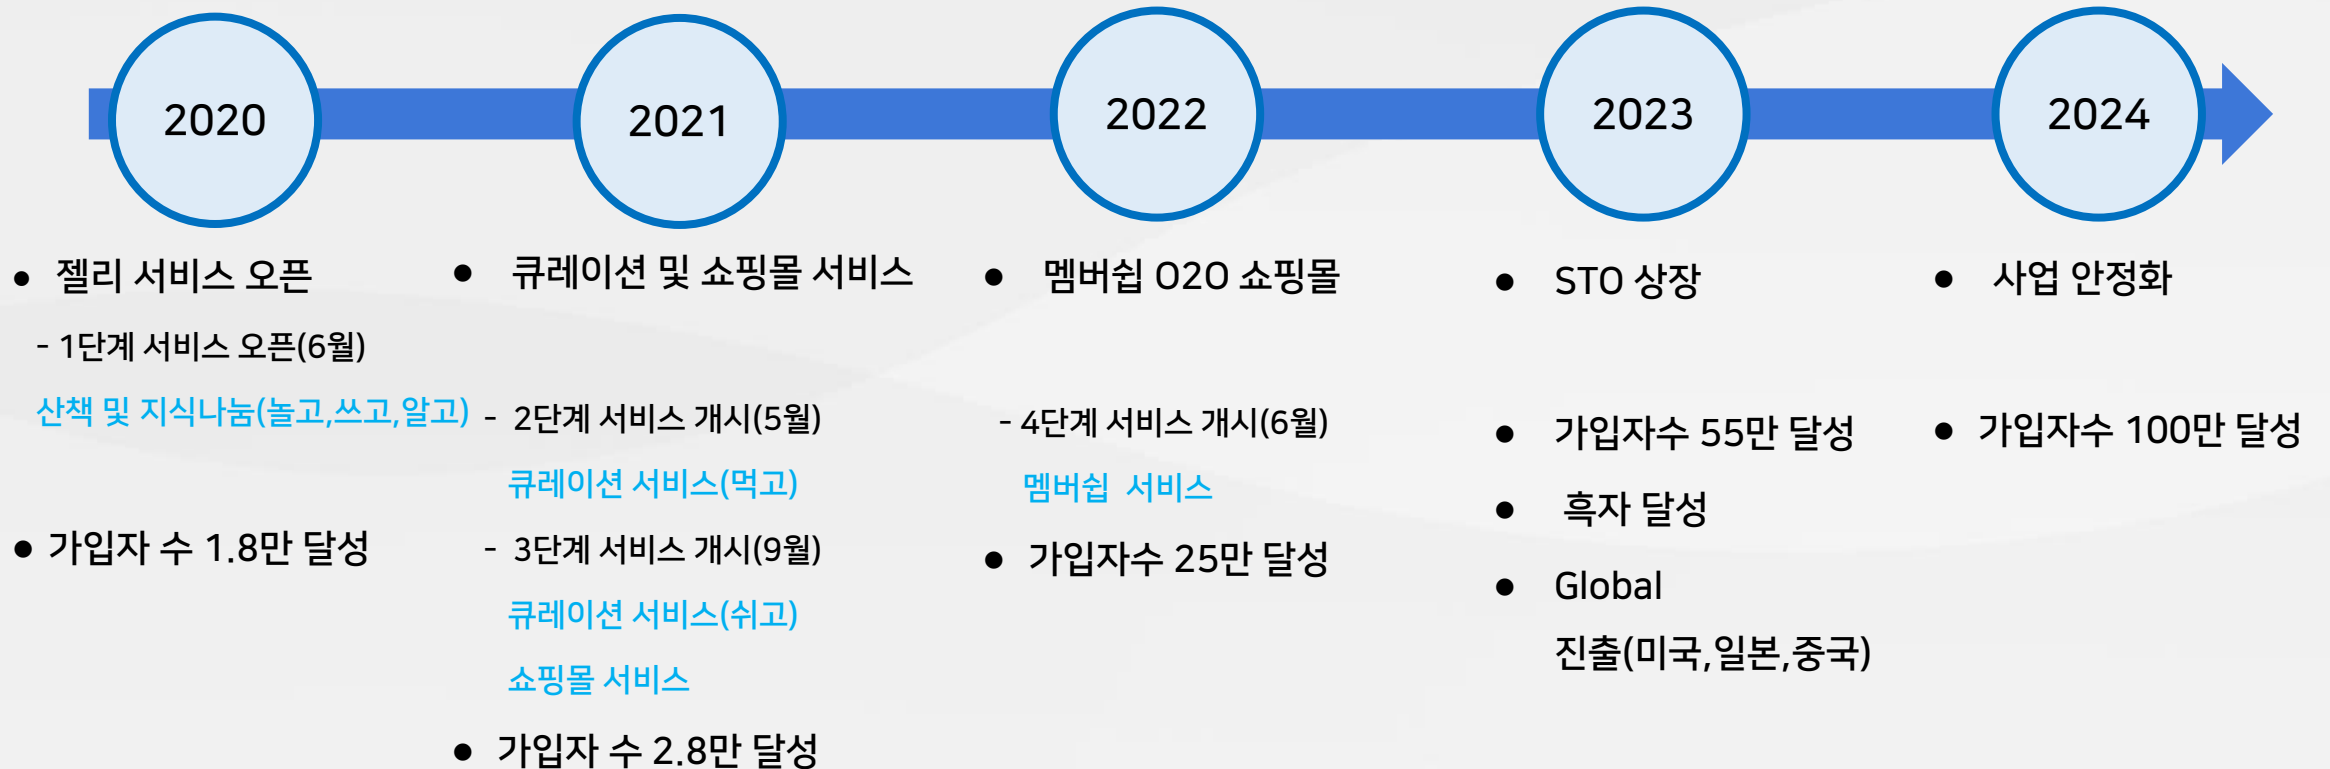 2020
2021
2022
2023
2024
● 젤리 서비스 오픈
- 1단계 서비스 오픈(6월)
산책 및 지식나눔(놀고,쓰고,알고)
● 가입자 수 1.8만 달성
● 큐레이션 및 쇼핑몰 서비스
- 2단계 서비스 개시(5월)
큐레이션 서비스(먹고)
- 3단계 서비스 개시(9월)
큐레이션 서비스(쉬고)
쇼핑몰 서비스
● 가입자 수 2.8만 달성
● 멤버쉽 O2O 쇼핑몰
- 4단계 서비스 개시(6월)
멤버쉽 서비스
● 가입자수 25만 달성
● STO 상장
● 가입자수 55만 달성
● 흑자 달성
● Global
진출(미국,일본,중국)
● 사업 안정화
● 가입자수 100만 달성